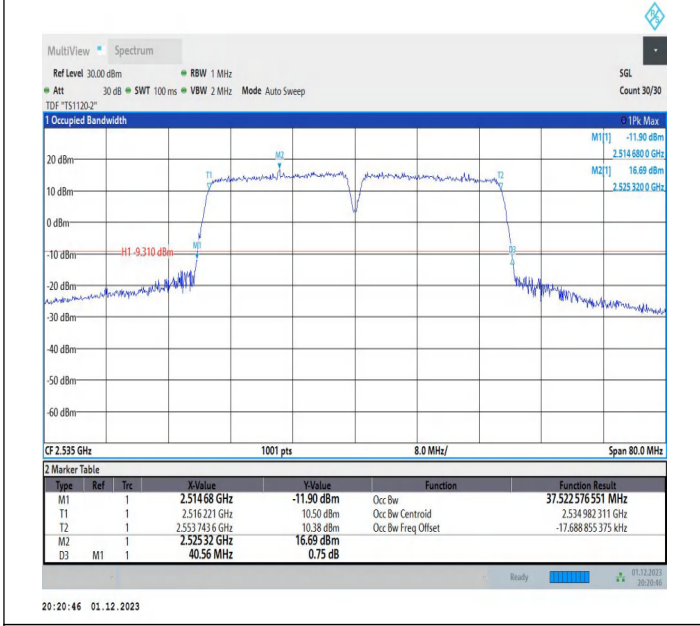 MultiView Spectrum
Ref Level 30.00 dBm RBW 1 MHz SGL
Att 30 dB SWT 100 ms VBW 2 MHz Mode Auto Sweep Count 30/30
TDF "TS1120-2"
1 Occupied Bandwidth 1Pk Max
M1[1] -11.90 dBm
2.514 680 0 GHz
M2[1] 16.69 dBm
2.525 320 0 GHz
20 dBm
M2
T1
T2
10 dBm
0 dBm
M1
H1 -9.310 dBm
D3
-10 dBm
-20 dBm
-30 dBm
-40 dBm
-50 dBm
-60 dBm
CF 2.535 GHz 1001 pts 8.0 MHz/ Span 80.0 MHz
2 Marker Table
Type Ref Trc X-Value Y-Value Function Function Result
M1 1 2.514 68 GHz -11.90 dBm Occ Bw 37.522 576 551 MHz
T1 1 2.516 221 GHz 10.50 dBm Occ Bw Centroid 2.534 982 311 GHz
T2 1 2.553 743 6 GHz 10.38 dBm Occ Bw Freq Offset -17.688 855 375 kHz
M2 1 2.525 32 GHz 16.69 dBm
D3 M1 1 40.56 MHz 0.75 dB
Ready 01.12.2023
20:20:46
20:20:46 01.12.2023